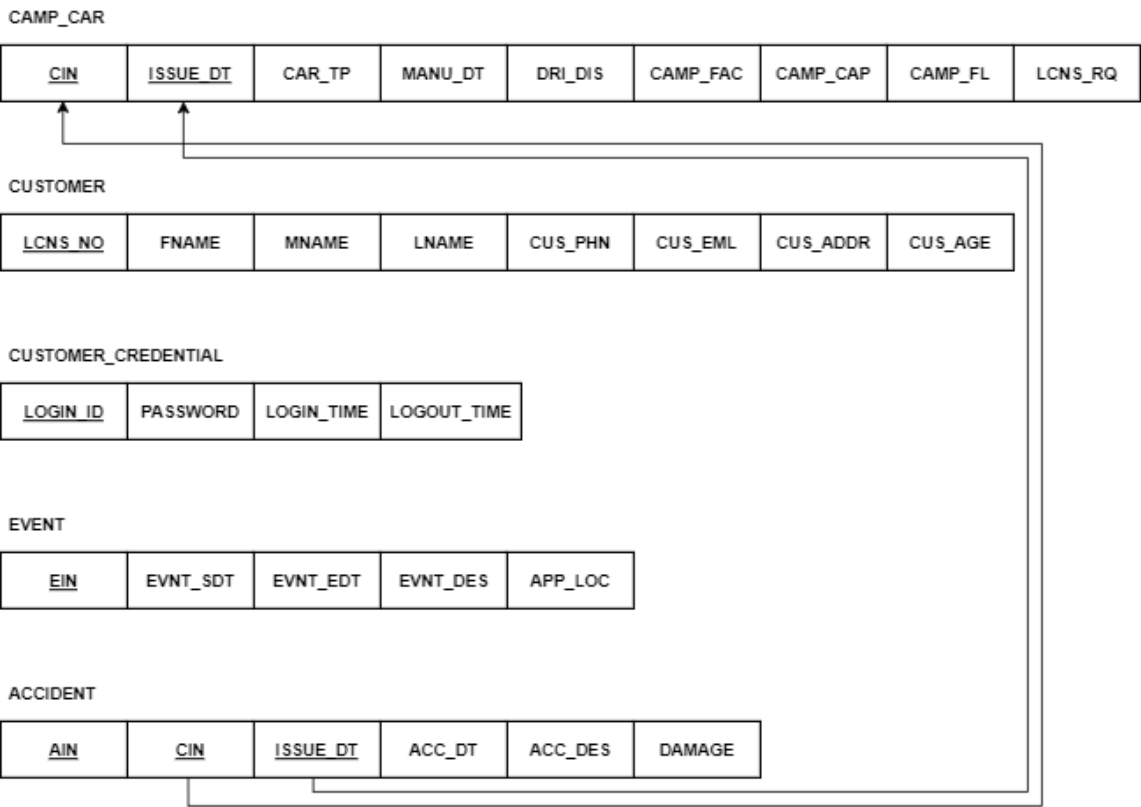 CAMP_CAR
CIN ISSUE_DT CAR_TP MANU_DT DRI_DIS CAMP_FAC CAMP_CAP CAMP_FL LCNS_RQ
CUSTOMER
LCNS_NO FNAME MNAME LNAME CUS_PHN CUS_EML CUS_ADDR CUS_AGE
CUSTOMER_CREDENTIAL
LOGIN_ID PASSWORD LOGIN_TIME LOGOUT_TIME
EVENT
EIN EVNT_SDT EVNT_EDT EVNT_DES APP_LOC
ACCIDENT
AIN CIN ISSUE_DT ACC_DT ACC_DES DAMAGE